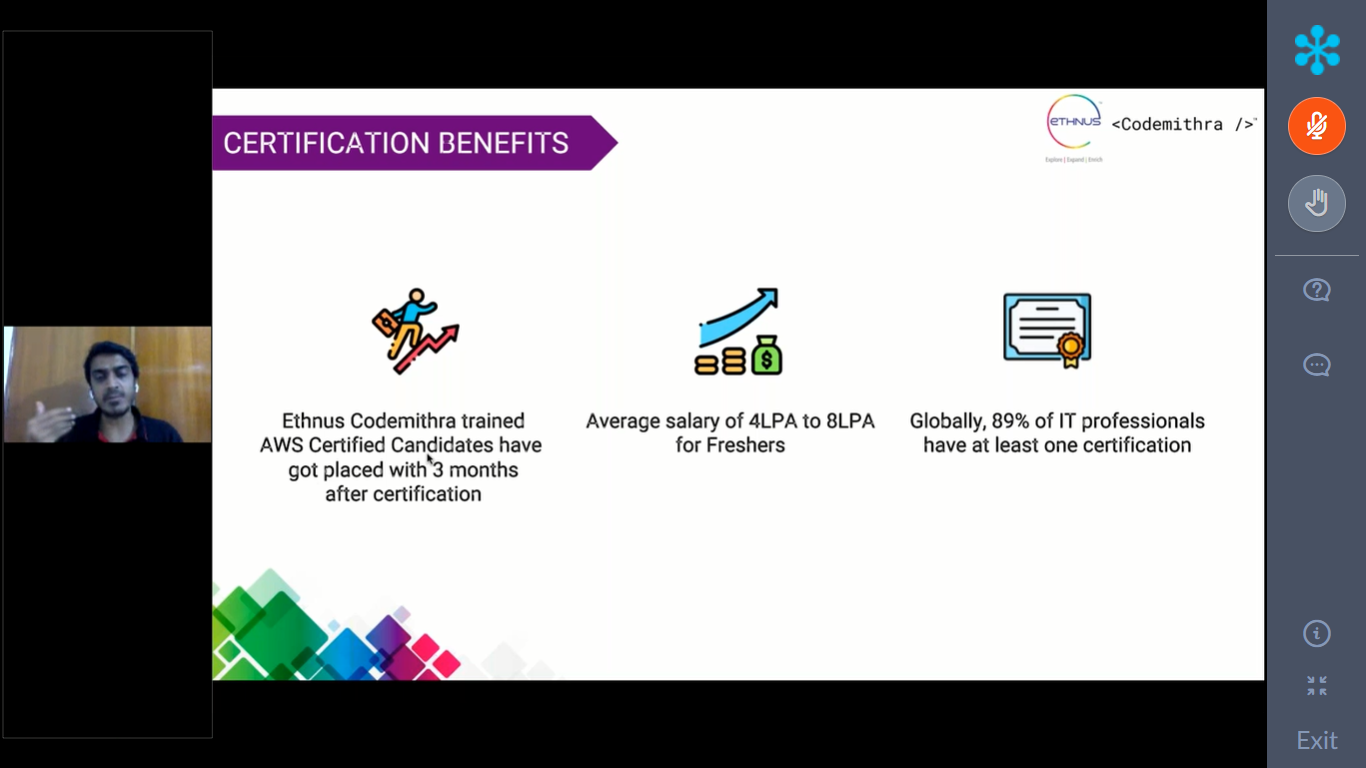 CERTIFICATION BENEFITS
ETHNUS
Explore | Expand | Enrich
<Codemithra />™
Ethnus Codemithra trained
AWS Certified Candidates have
got placed with 3 months
after certification
Average salary of 4LPA to 8LPA
for Freshers
Globally, 89% of IT professionals
have at least one certification
Exit